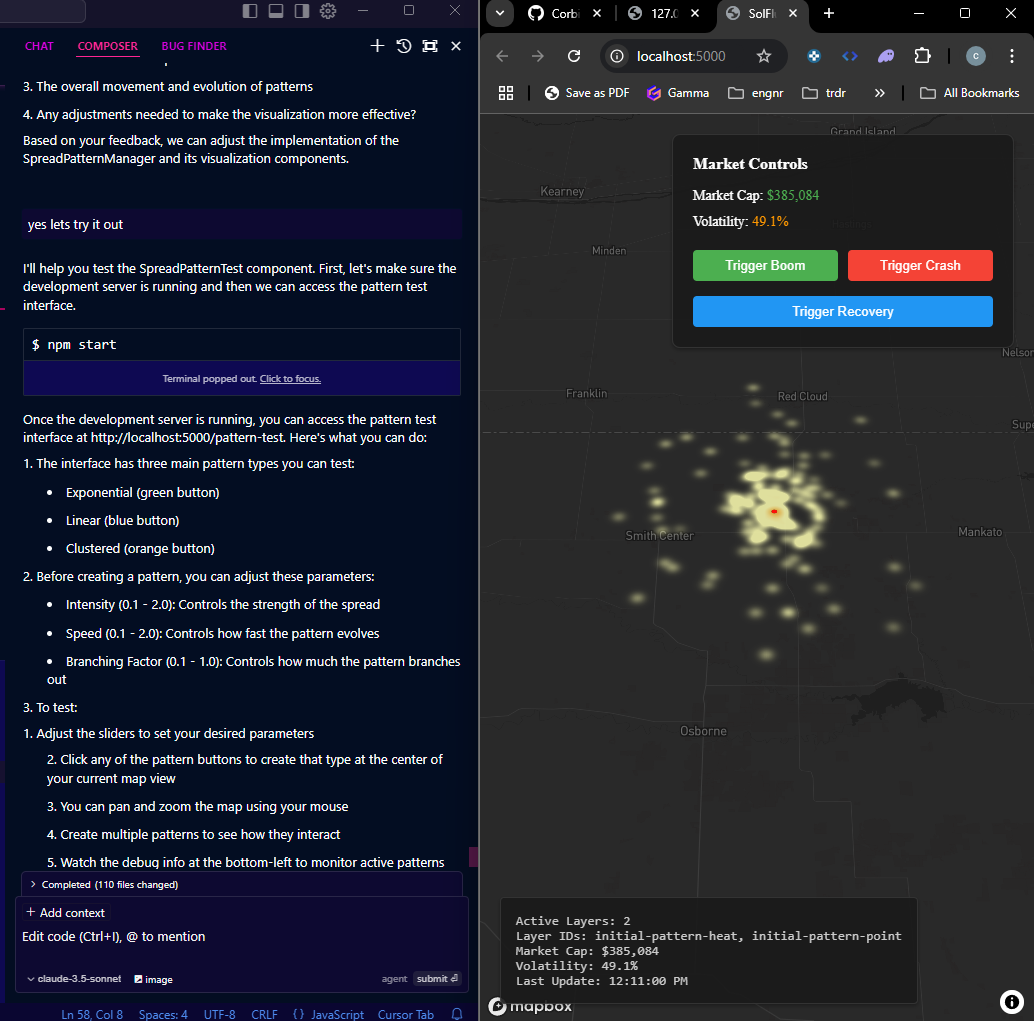 CHAT COMPOSER BUG FINDER
3. The overall movement and evolution of patterns
4. Any adjustments needed to make the visualization more effective?
Based on your feedback, we can adjust the implementation of the
SpreadPatternManager and its visualization components.
yes lets try it out
I'll help you test the SpreadPatternTest component. First, let's make sure the
development server is running and then we can access the pattern test
interface.
$ npm start
Terminal popped out. Click to focus.
Once the development server is running, you can access the pattern test
interface at http://localhost:5000/pattern-test. Here's what you can do:
1. The interface has three main pattern types you can test:
• Exponential (green button)
• Linear (blue button)
• Clustered (orange button)
2. Before creating a pattern, you can adjust these parameters:
• Intensity (0.1 - 2.0): Controls the strength of the spread
• Speed (0.1 - 2.0): Controls how fast the pattern evolves
• Branching Factor (0.1 - 1.0): Controls how much the pattern branches
out
3. To test:
1. Adjust the sliders to set your desired parameters
2. Click any of the pattern buttons to create that type at the center of
your current map view
3. You can pan and zoom the map using your mouse
4. Create multiple patterns to see how they interact
5. Watch the debug info at the bottom-left to monitor active patterns
Completed (110 files changed)
+ Add context
Edit code (Ctrl+I), @ to mention
claude-3.5-sonnet image agent submit
Ln 58, Col 8 Spaces: 4 UTF-8 CRLF {} JavaScript Cursor Tab
Corbi 127.0 SolFl
localhost:5000
c
Save as PDF Gamma engnr trdr » All Bookmarks
Grand Island
Market Controls
Market Cap: $385,084
Volatility: 49.1%
Trigger Boom Trigger Crash
Trigger Recovery
Kearney
Minden
Nelson
Franklin
Red Cloud
Supe
Smith Center
Mankato
Osborne
Active Layers: 2
Layer IDs: initial-pattern-heat, initial-pattern-point
Market Cap: $385,084
Volatility: 49.1%
Last Update: 12:11:00 PM
mapbox